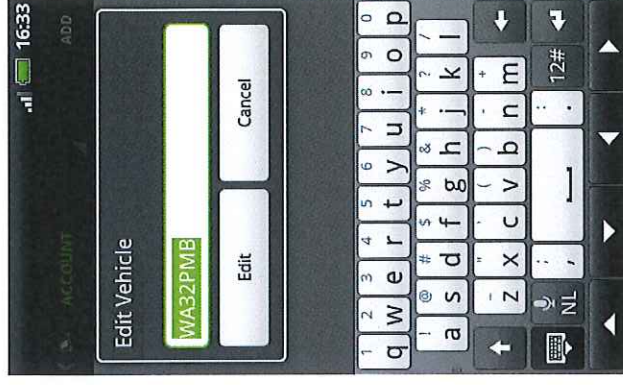 16:33
ACCOUNT ADD
Edit Vehicle
WA32PMB
Edit Cancel
1 2 3 4 5 6 7 8 9 0
q w e r t y u i o p
! @ # $ % & * ? /
a s d f g h j k l
- " ' ( ) - +
z x c v b n m
NL , . 12#